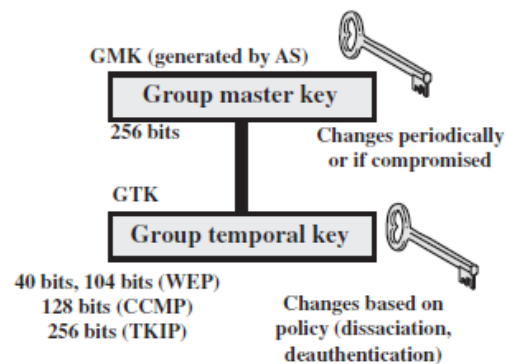 GMK (generated by AS)
Group master key
256 bits
Changes periodically
or if compromised
GTK
Group temporal key
40 bits, 104 bits (WEP)
128 bits (CCMP)
256 bits (TKIP)
Changes based on
policy (dissaciation,
deauthentication)